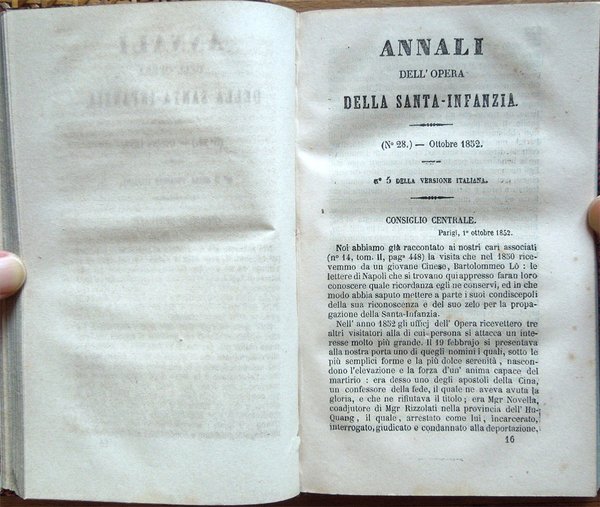 ANNALI
DELL'OPERA
DELLA SANTA-INFANZIA.
(N° 28.) — Ottobre 1852.
N° 5 DELLA VERSIONE ITALIANA.
CONSIGLIO CENTRALE.
Parigi, 1° ottobre 1852.
Noi abbiamo già raccontato ai nostri cari associati
(n° 14, tom. II, pag° 448) la visita che nel 1850 rice-
vemmo da un giovane Cinese, Bartolommeo Lò : le
lettere di Napoli che si trovano qui appresso faran loro
conoscere quale ricordanza egli ne conservi, ed in che
modo abbia saputo mettere a parte i suoi condiscepoli
della sua riconoscenza e del suo zelo per la propa-
gazione della Santa-Infanzia.
Nell' anno 1852 gli ufficj dell' Opera ricevettero tre
altri visitatori alla di cui-persona si attacca un inte-
resse molto più grande. Il 19 febbrajo si presentava
alla nostra porta uno di quegli nomini i quali, sotto le
più semplici forme e la più dolce serenità, nascon-
dono l'elevazione e la forza d'un' anima capace del
martirio : era desso uno degli apostoli della Cina,
un confessore della fede, il quale ne aveva avuta la
gloria, e che ne rifiutava il titolo; era Mgr Novella,
coadjutore di Mgr Rizzolati nella provincia dell' Hu-
Quang, il quale, arrestato come lui, incarcerato,
interrogato, giudicato e condannato alla deportazione,
16